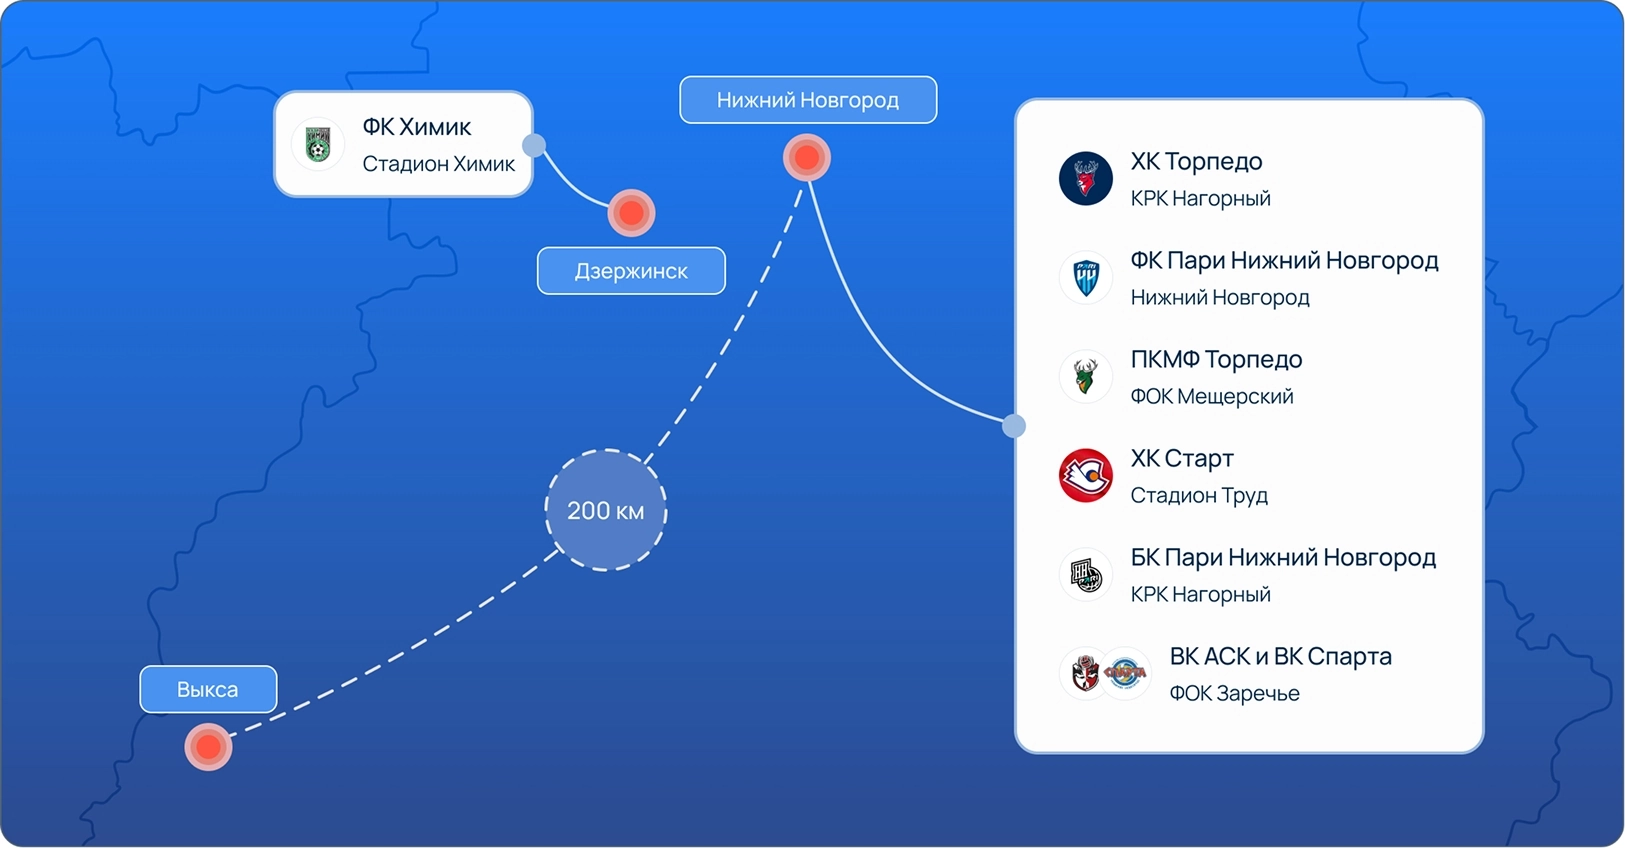 ФК Химик
Стадион Химик
Нижний Новгород
Дзержинск
200 км
Выкса
ХК Торпедо
КРК Нагорный
ФК Пари Нижний Новгород
Нижний Новгород
ПКМФ Торпедо
ФОК Мещерский
ХК Старт
Стадион Труд
БК Пари Нижний Новгород
КРК Нагорный
СПАРТА
ВК АСК и ВК Спарта
ФОК Заречье